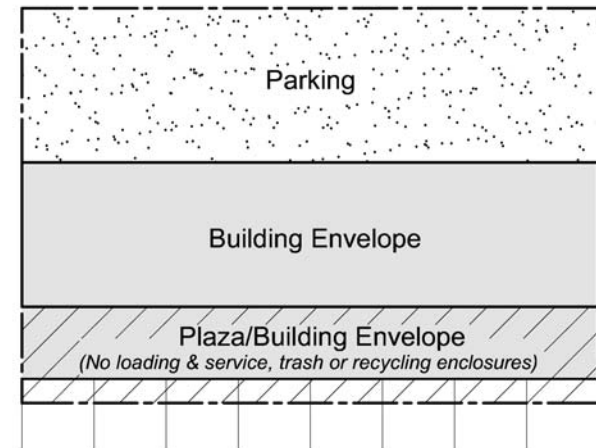 Parking
Building Envelope
Plaza/Building Envelope
(No loading & service, trash or recycling enclosures)